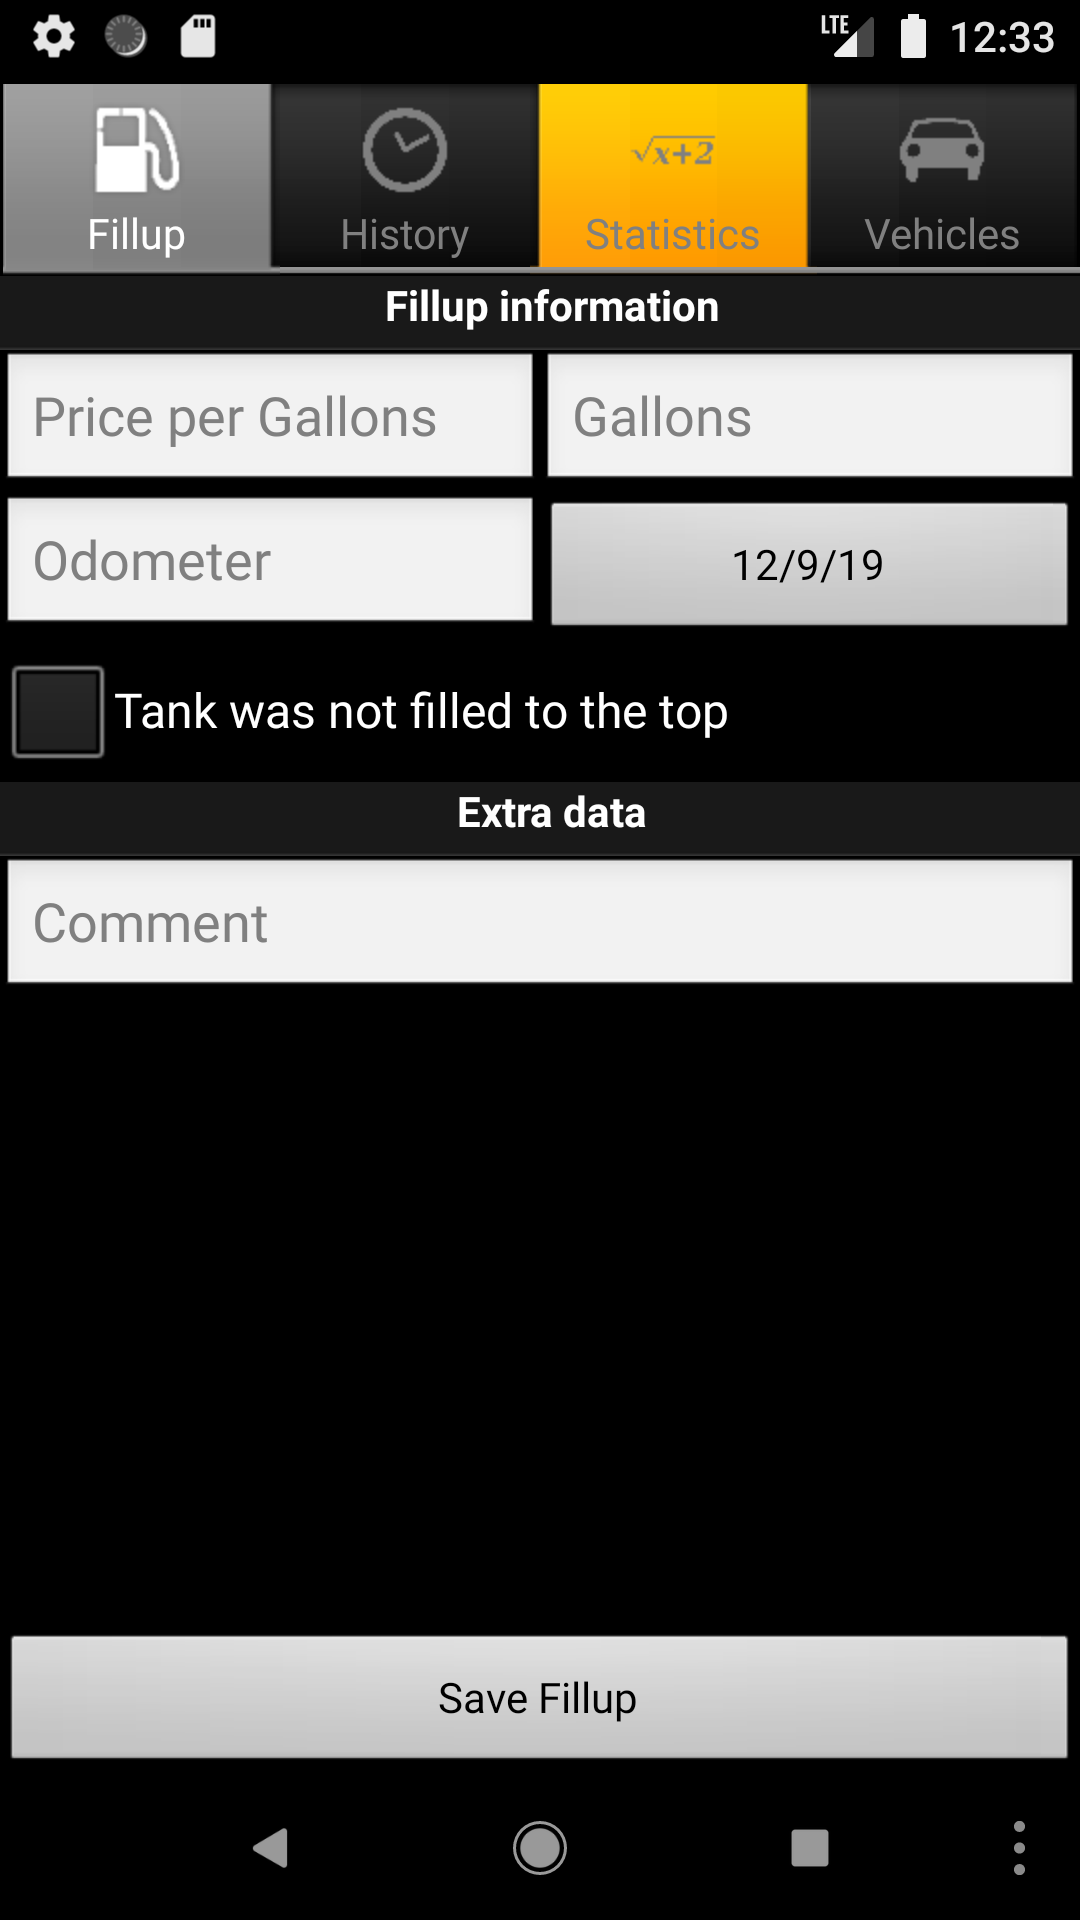 LTE 12:33
√x+2
Fillup History Statistics Vehicles
Fillup information
Price per Gallons Gallons
Odometer 12/9/19
Tank was not filled to the top
Extra data
Comment
Save Fillup